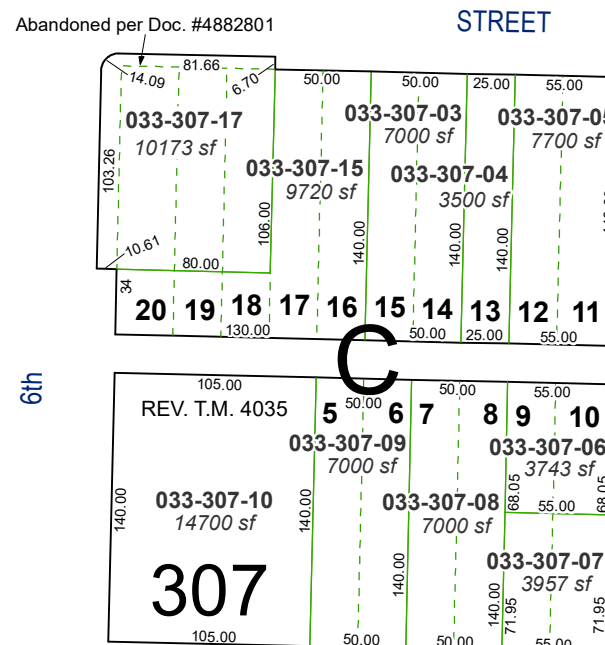 STREET
Abandoned per Doc. #4882801
14.09
81.66
6.70
50.00
50.00
25.00
55.00
033-307-17
10173 sf
033-307-03
7000 sf
033-307-05
7700 sf
033-307-15
9720 sf
033-307-04
3500 sf
103.26
106.00
140.00
140.00
140.00
10.61
80.00
34
20 19 18 17 16 15 14 13 12 11
130.00
50.00
25.00
55.00
C
6th
105.00
50.00
50.00
55.00
REV. T.M. 4035
5 6 7 8 9 10
033-307-09
7000 sf
033-307-06
3743 sf
033-307-10
14700 sf
033-307-08
7000 sf
140.00
140.00
68.05
68.05
55.00
033-307-07
3957 sf
307
140.00
140.00
71.95
71.95
105.00
50.00
50.00
55.00